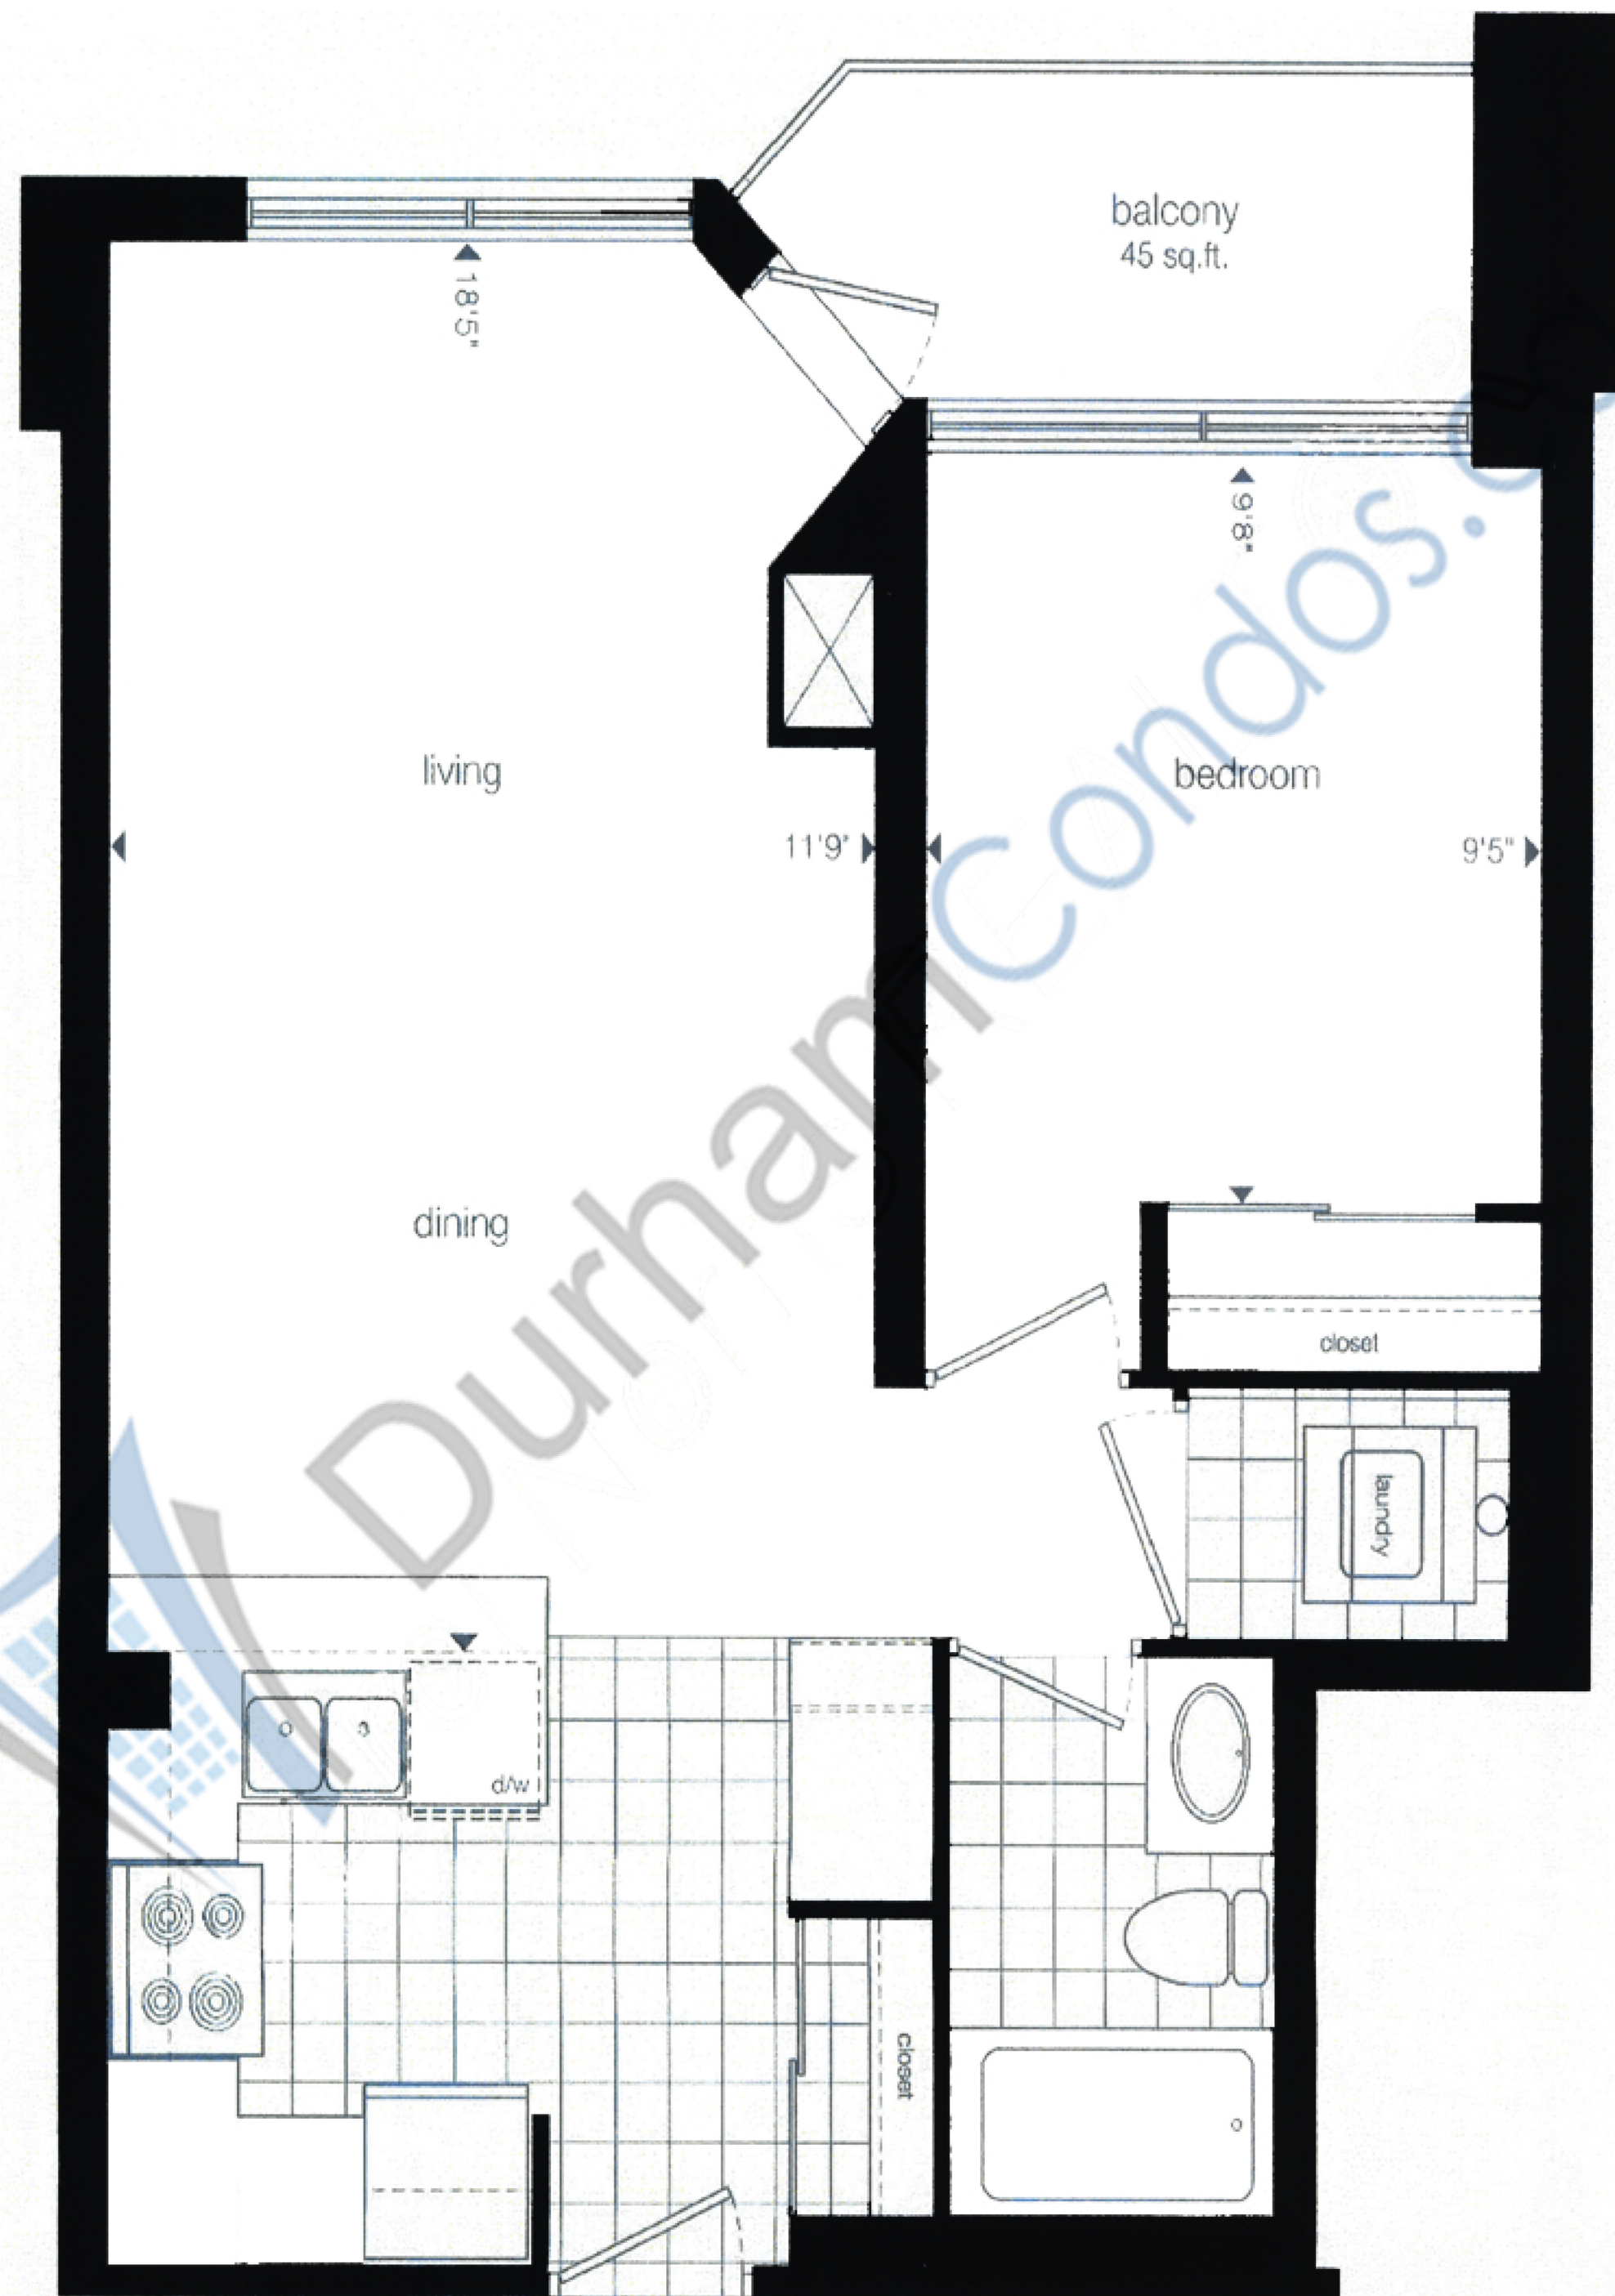 balcony
45 sq.ft.
18'5"
9'8"
living
bedroom
11'9"
9'5"
DurhamCondos.c
dining
closet
laundry
d/w
closet